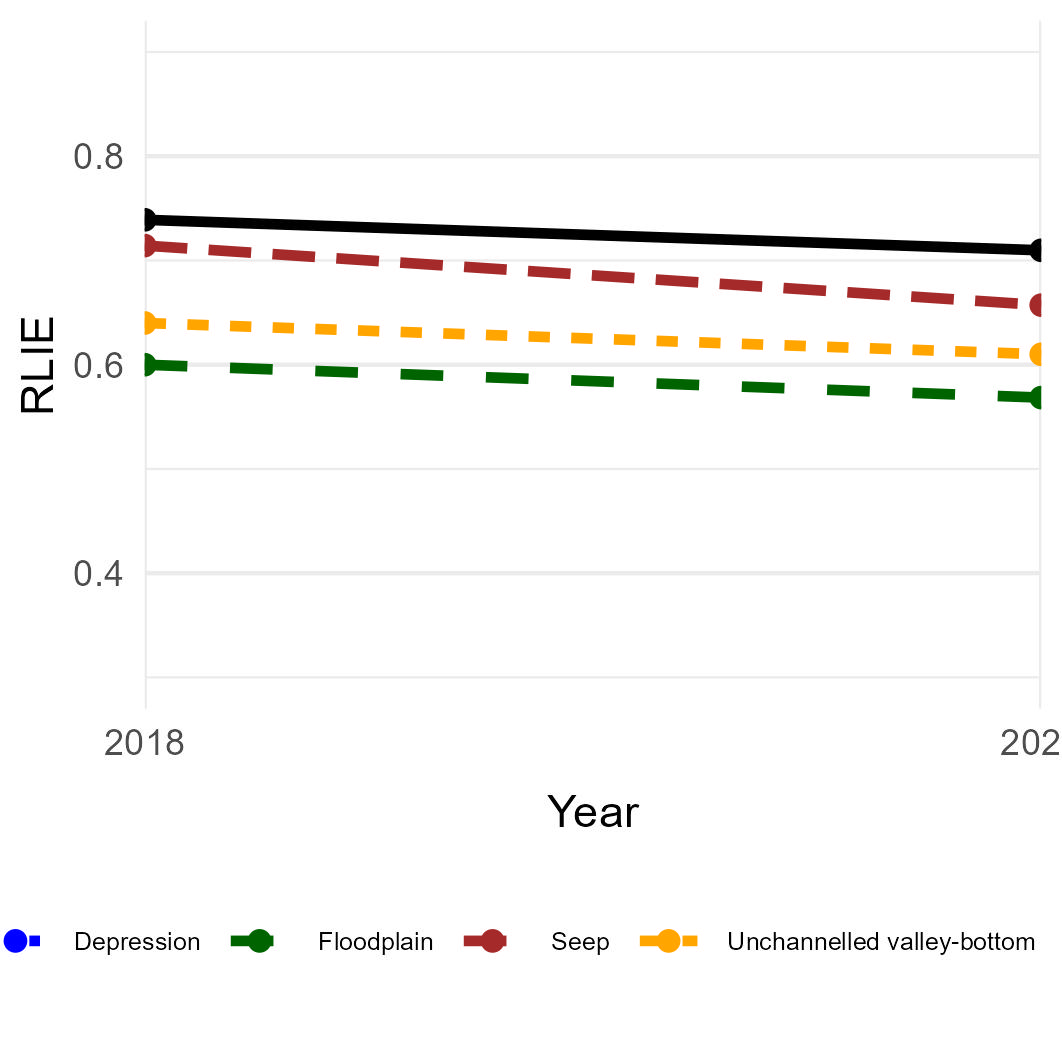 0.8
0.6
0.4
RLIE
2018 202
Year
Depression Floodplain Seep Unchannelled valley-bottom